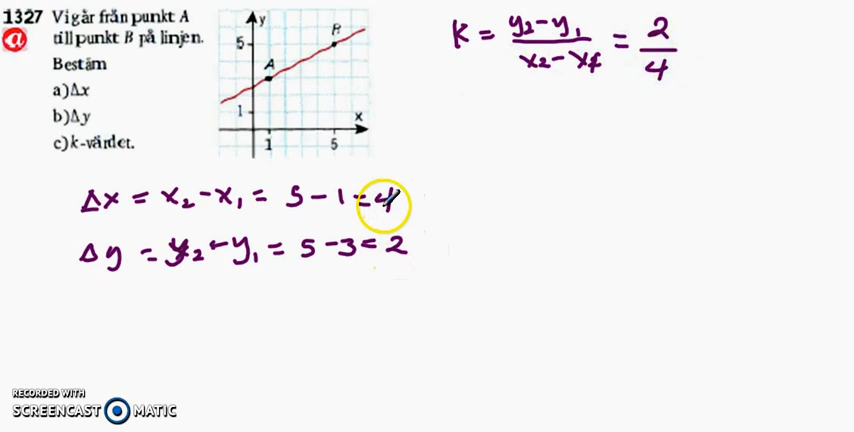 1327 Vi går från punkt A
till punkt B på linjen.
Bestäm
a) Δx
b) Δy
c) k-värdet.
a
y
5
1
A
B
x
1
5
K = y₂-y₁ / x₂-x₁ = 2/4
Δx = x₂-x₁ = 5-1 = 4
Δy = y₂-y₁ = 5-3 = 2
RECORDED WITH
SCREENCAST MATIC